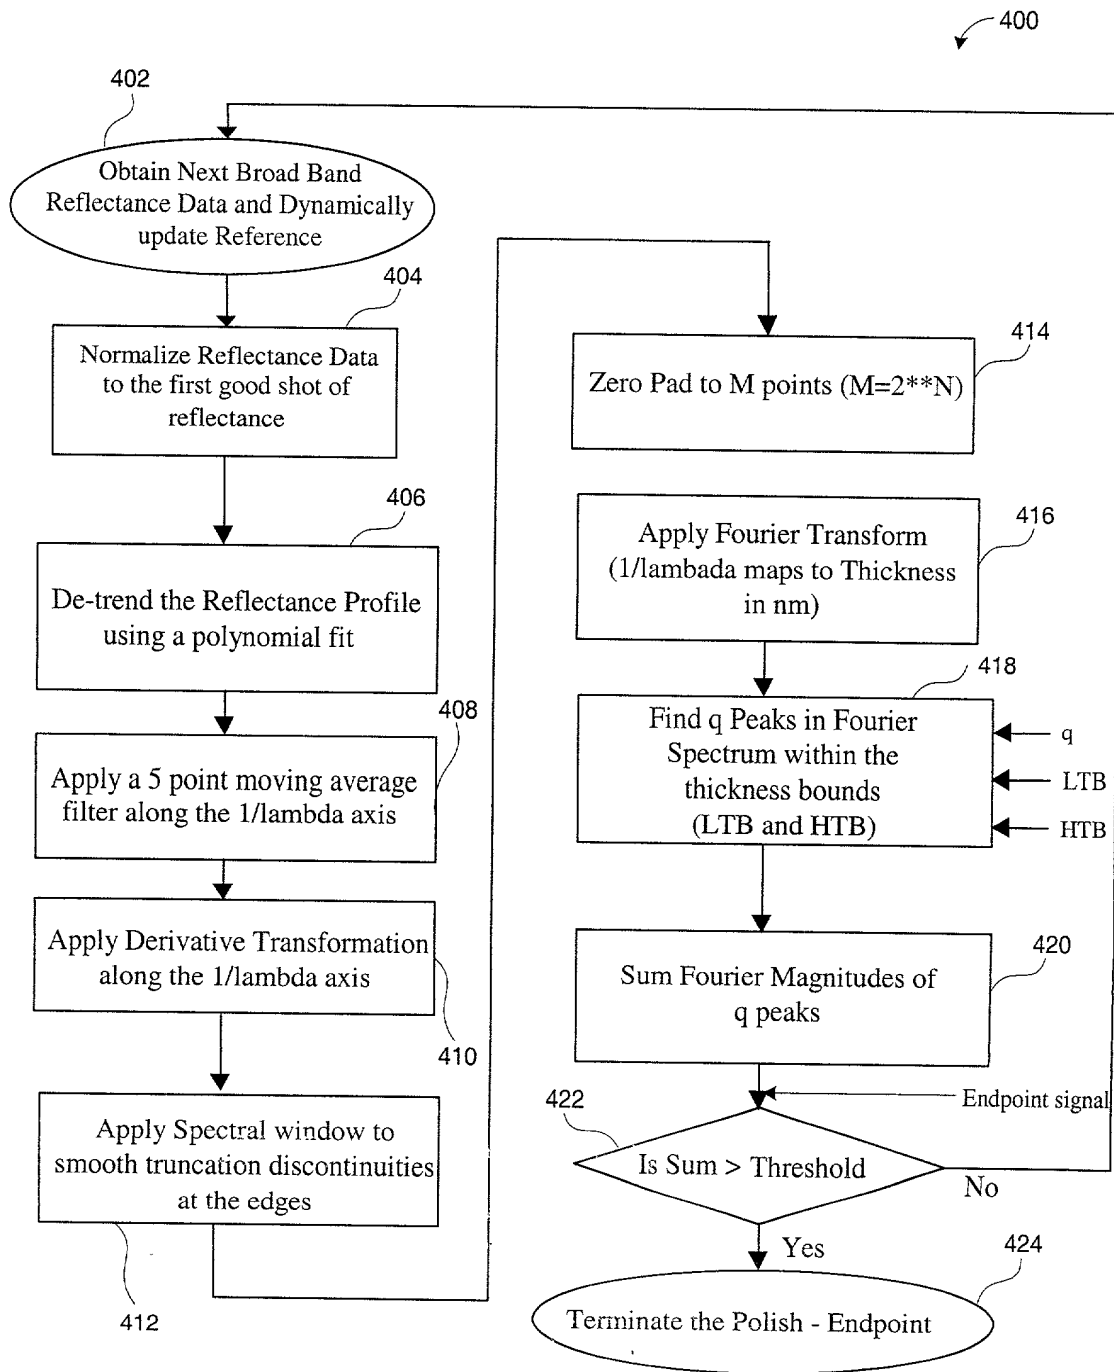 400
402
Obtain Next Broad Band
Reflectance Data and Dynamically
update Reference
404
Normalize Reflectance Data
to the first good shot of
reflectance
406
De-trend the Reflectance Profile
using a polynomial fit
408
Apply a 5 point moving average
filter along the 1/lambda axis
Apply Derivative Transformation
along the 1/lambda axis
410
Apply Spectral window to
smooth truncation discontinuities
at the edges
412
414
Zero Pad to M points (M=2**N)
416
Apply Fourier Transform
(1/lambada maps to Thickness
in nm)
418
Find q Peaks in Fourier
Spectrum within the
thickness bounds
(LTB and HTB)
q
LTB
HTB
420
Sum Fourier Magnitudes of
q peaks
Endpoint signal
422
Is Sum > Threshold
No
Yes
424
Terminate the Polish - Endpoint